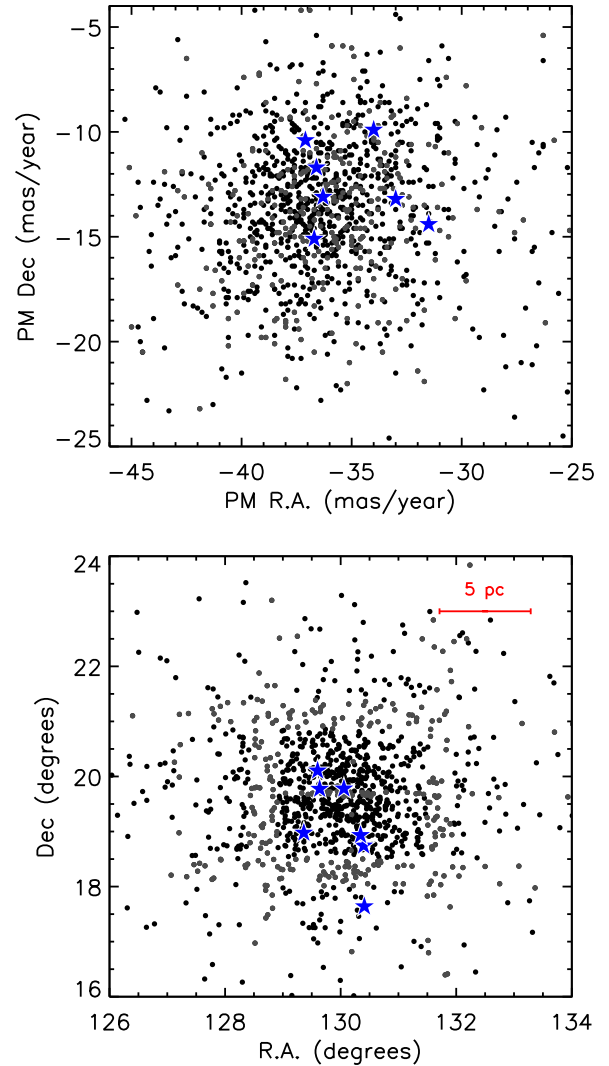 -5
-10
-15
-20
-25
PM Dec (mas/year)
-45 -40 -35 -30 -25
PM R.A. (mas/year)
24
22
20
18
16
Dec (degrees)
5 pc
126 128 130 132 134
R.A. (degrees)